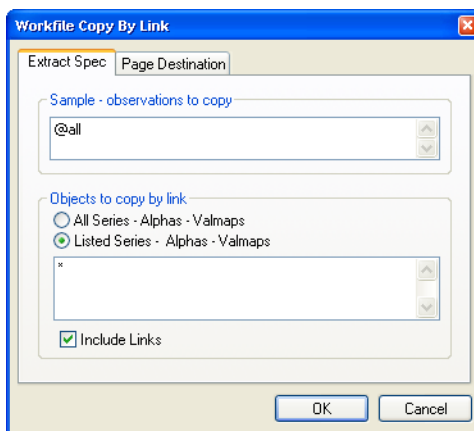 Workfile Copy By Link
Extract Spec
Page Destination
Sample - observations to copy
@all
Objects to copy by link
All Series - Alphas - Valmaps
Listed Series - Alphas - Valmaps
*
Include Links
OK
Cancel